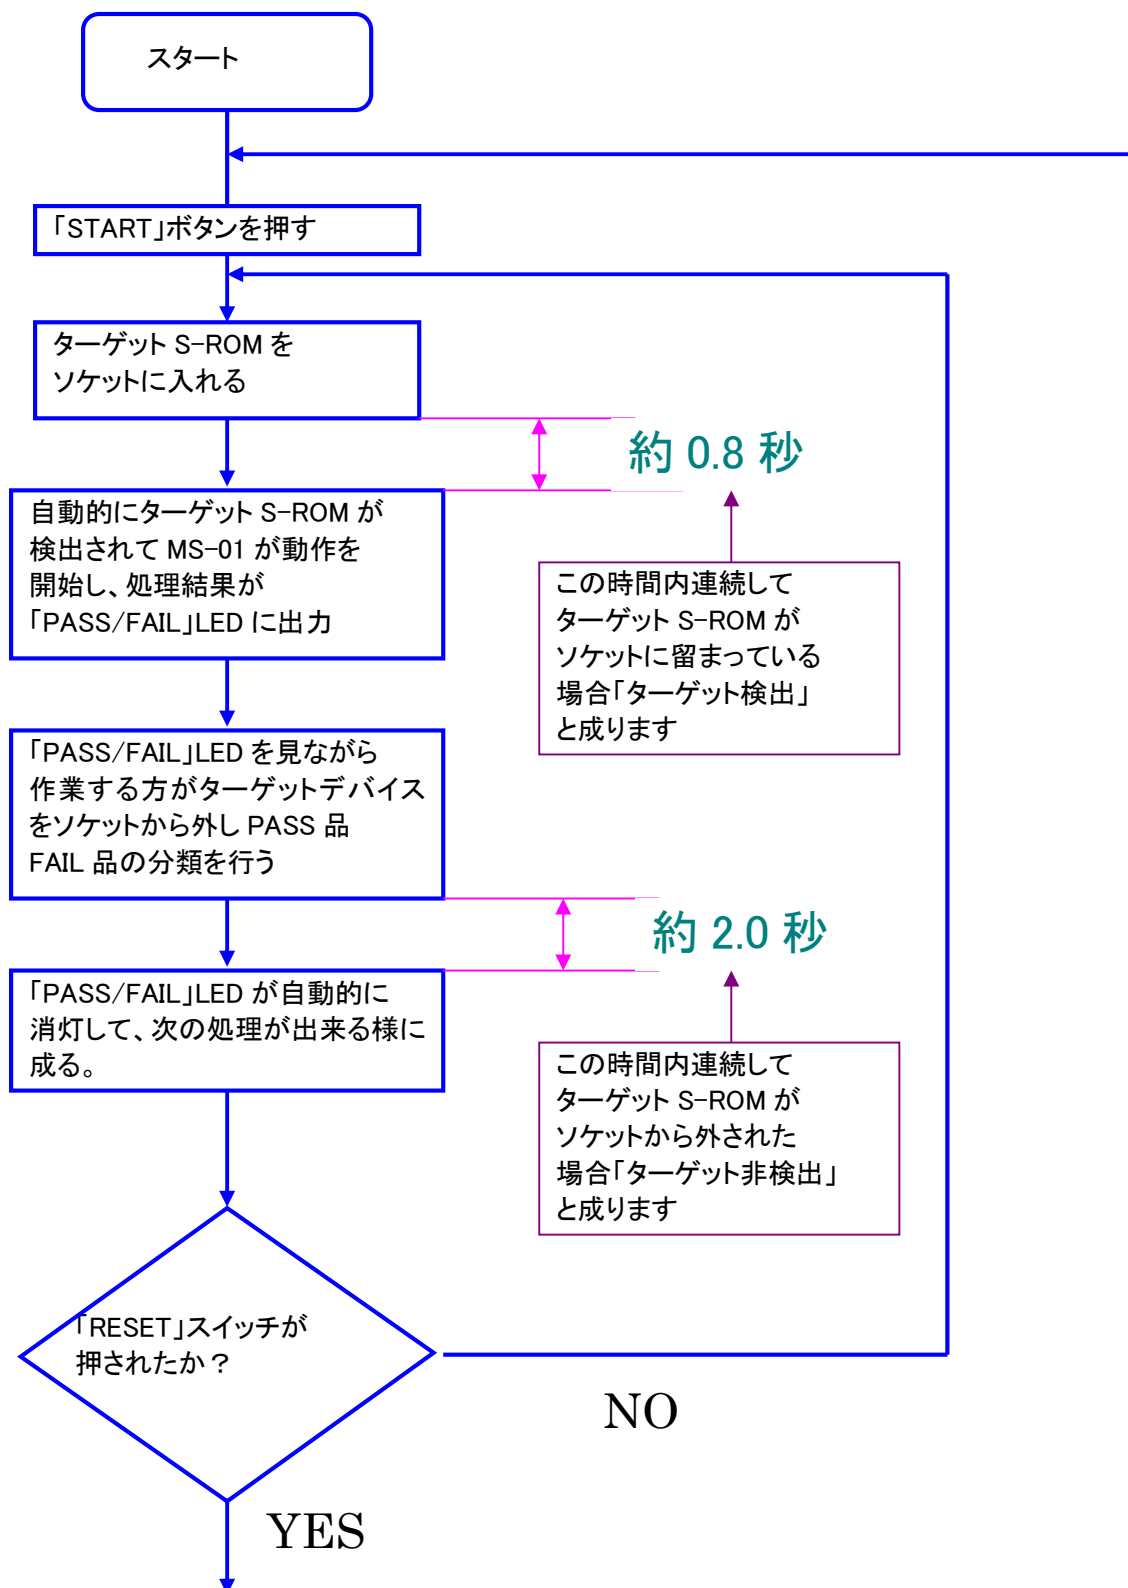 スタート
「START」ボタンを押す
ターゲット S-ROM を
ソケットに入れる
約 0.8 秒
自動的にターゲット S-ROM が
検出されて MS-01 が動作を
開始し、処理結果が
「PASS/FAIL」LED に出力
この時間内連続して
ターゲット S-ROM が
ソケットに留まっている
場合「ターゲット検出」
と成ります
「PASS/FAIL」LED を見ながら
作業する方がターゲットデバイス
をソケットから外し PASS 品
FAIL 品の分類を行う
約 2.0 秒
「PASS/FAIL」LED が自動的に
消灯して、次の処理が出来る様に
成る。
この時間内連続して
ターゲット S-ROM が
ソケットから外された
場合「ターゲット非検出」
と成ります
「RESET」スイッチが
押されたか？
NO
YES